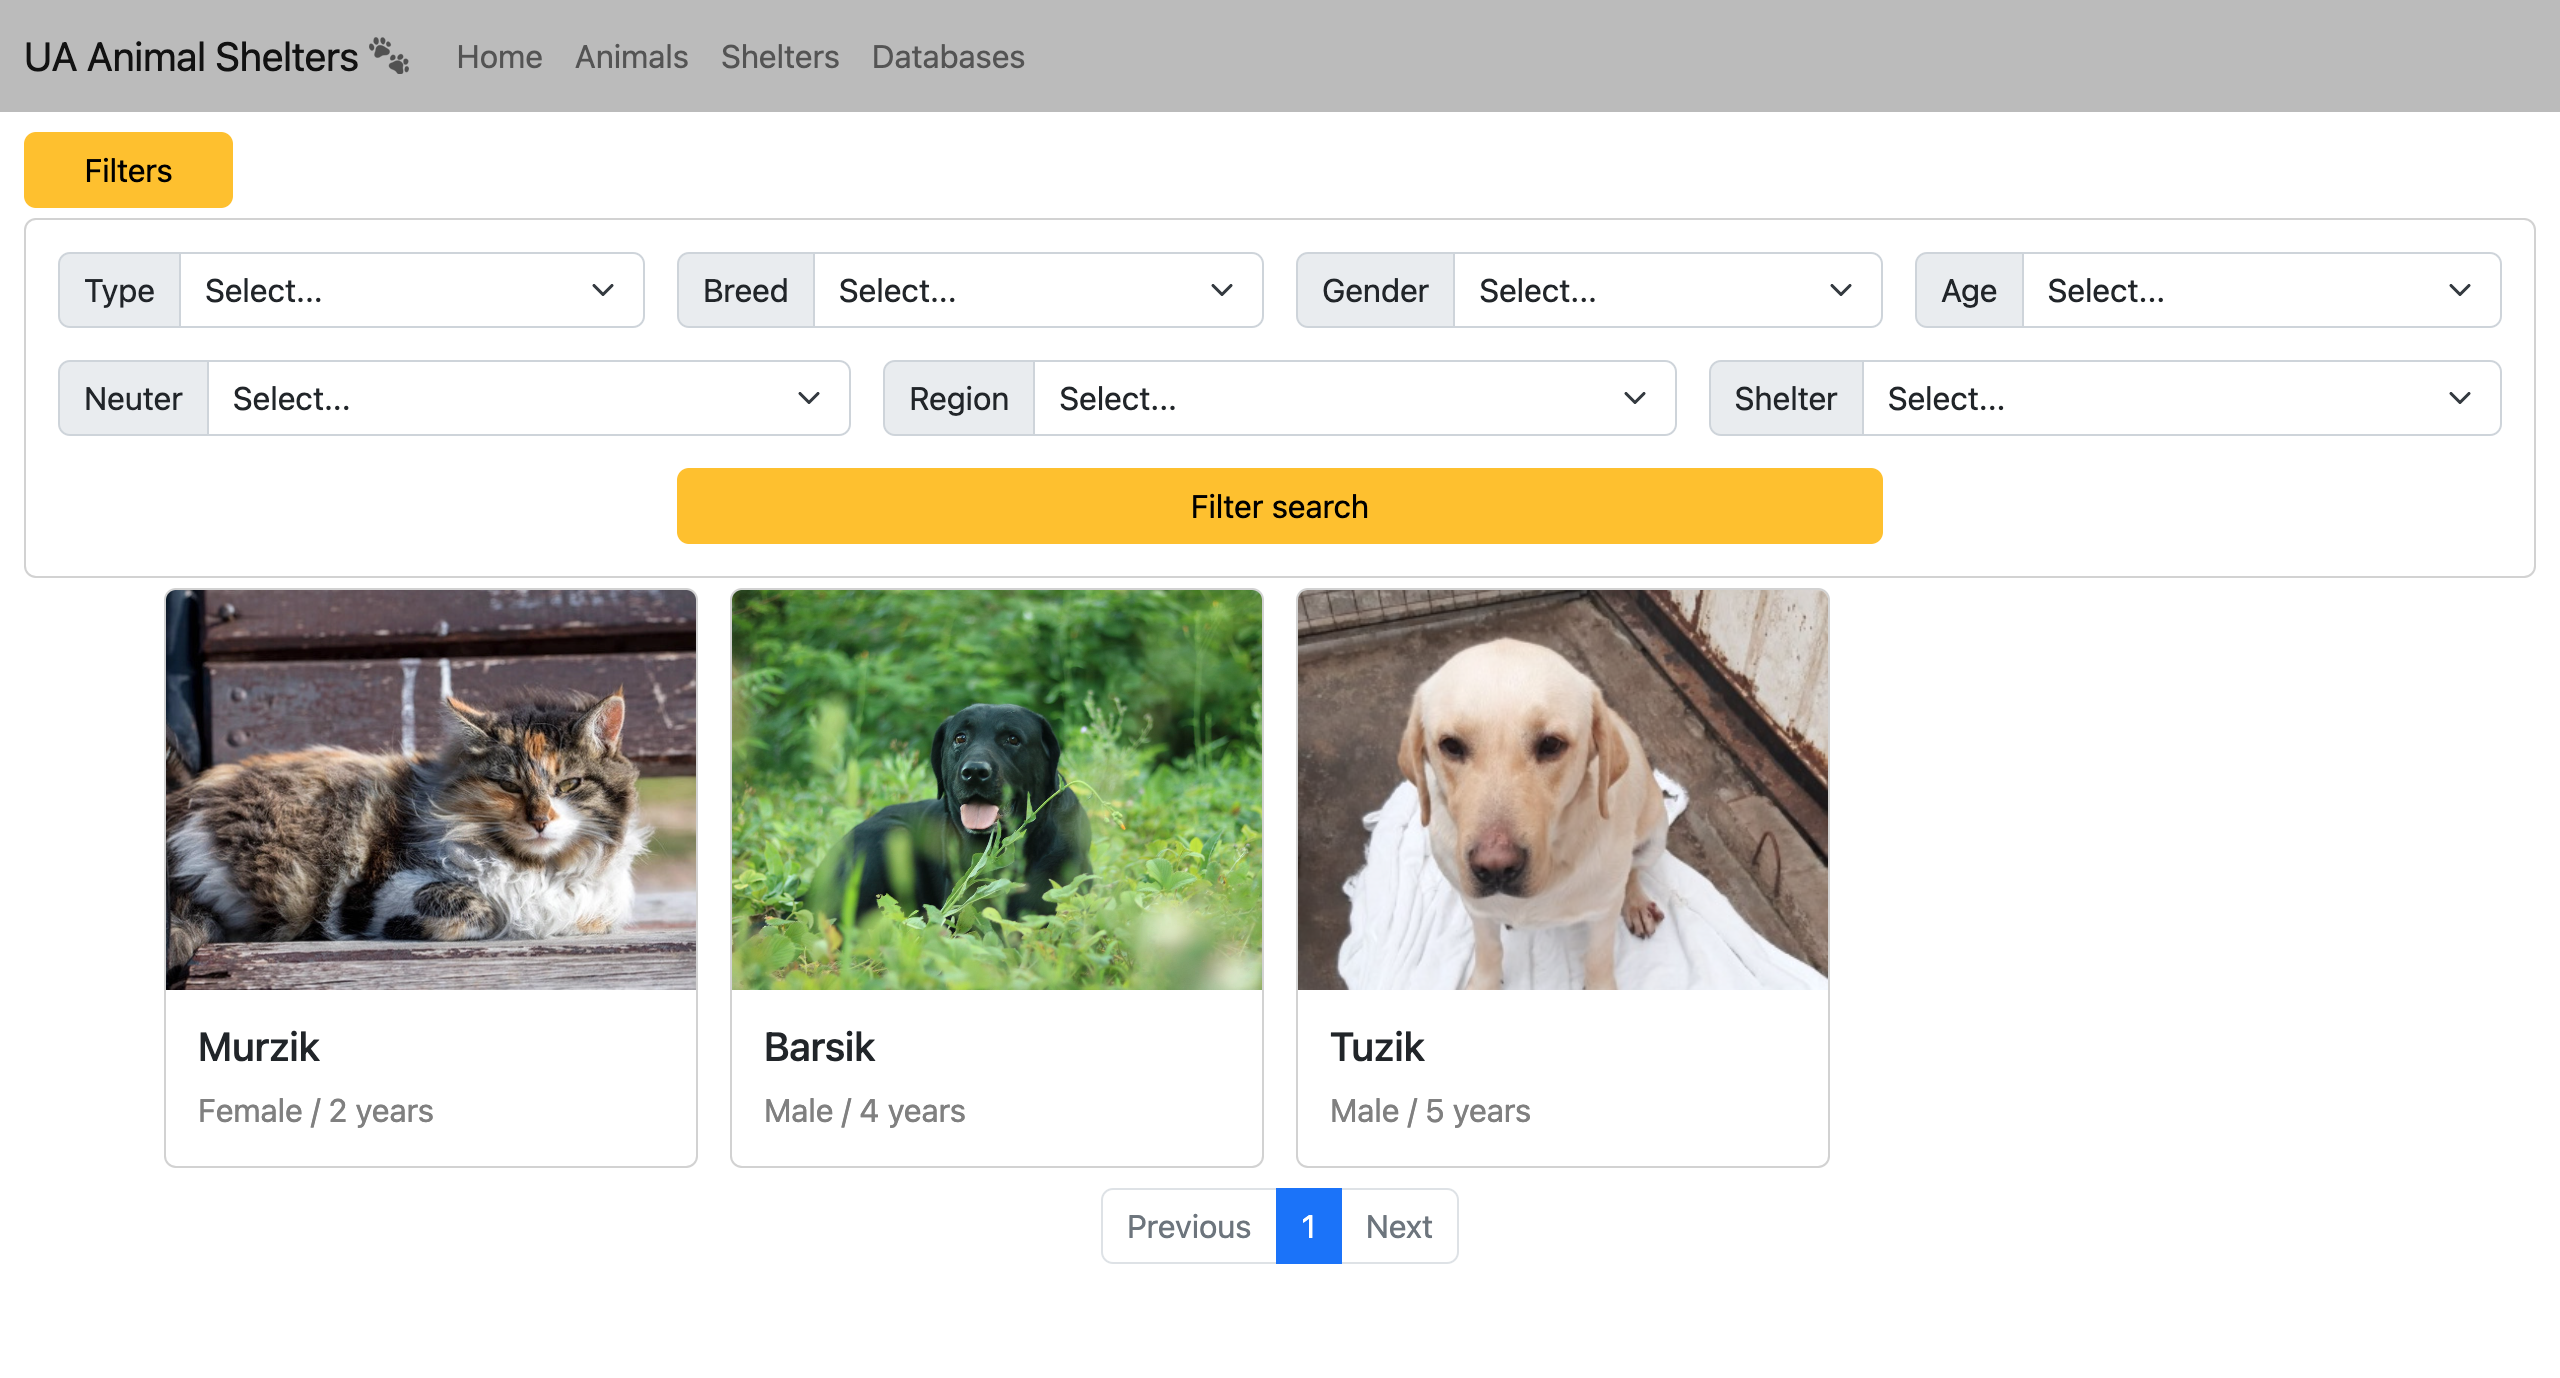 UA Animal Shelters Home Animals Shelters Databases
Filters
Type Select... Breed Select... Gender Select... Age Select...
Neuter Select... Region Select... Shelter Select...
Filter search
Murzik
Female / 2 years
Barsik
Male / 4 years
Tuzik
Male / 5 years
Previous 1 Next